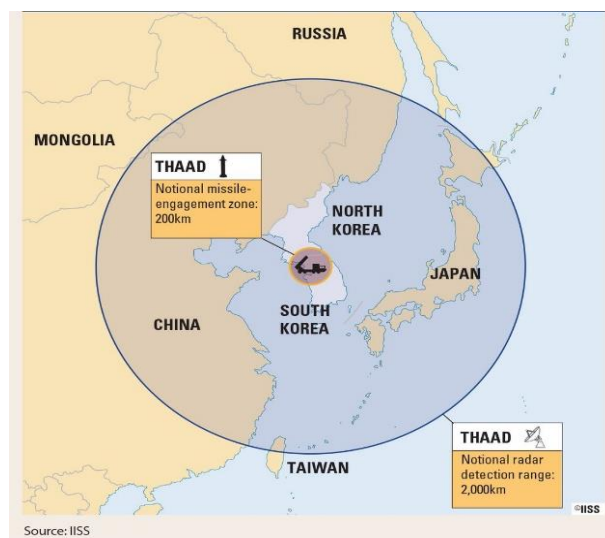 RUSSIA
MONGOLIA
THAAD
Notional missile-
engagement zone:
200km
NORTH
KOREA
JAPAN
SOUTH
KOREA
CHINA
THAAD
Notional radar
detection range:
2,000km
TAIWAN
©IISS
Source: IISS